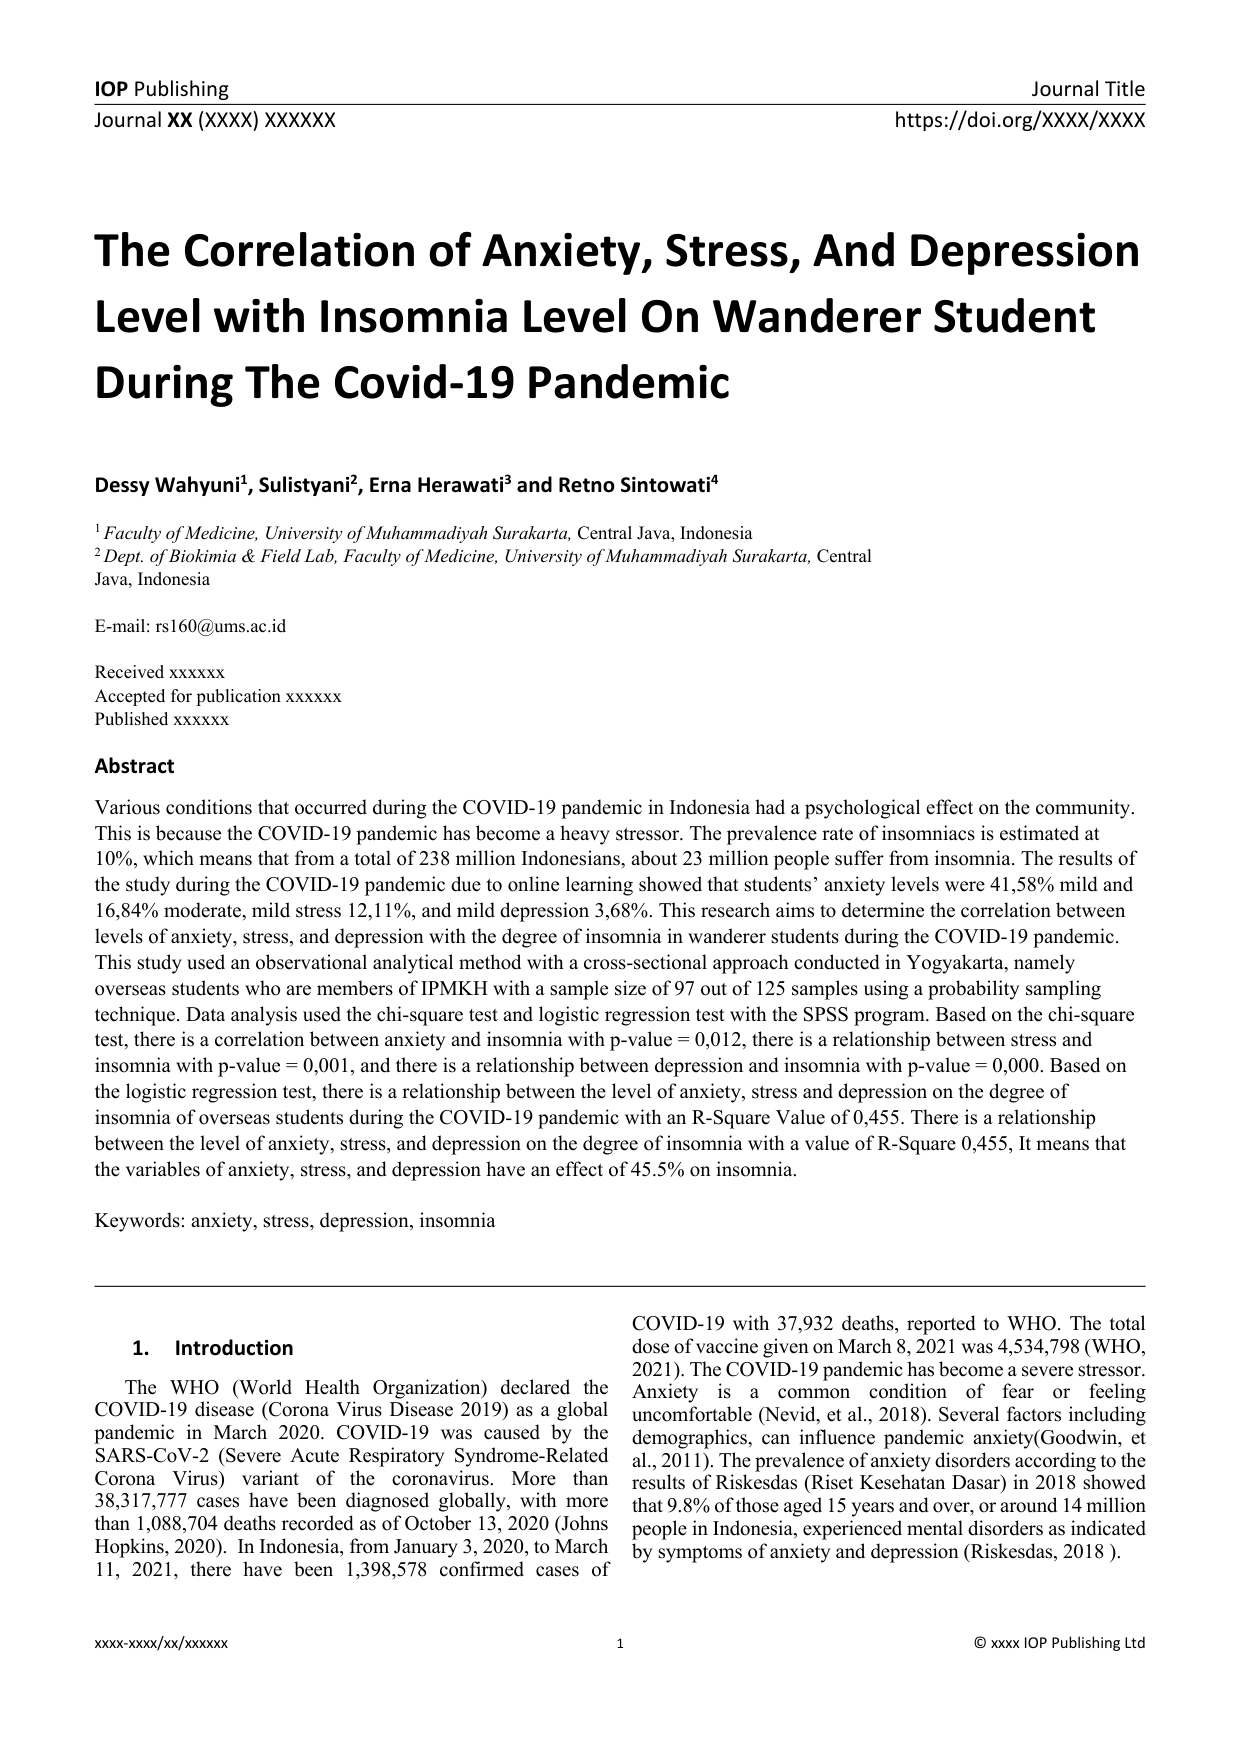 IOP Publishing Journal Title
Journal XX (XXXX) XXXXXX https://doi.org/XXXX/XXXX
The Correlation of Anxiety, Stress, And Depression
Level with Insomnia Level On Wanderer Student
During The Covid-19 Pandemic
Dessy Wahyuni1, Sulistyani2, Erna Herawati3 and Retno Sintowati4
1 Faculty of Medicine, University of Muhammadiyah Surakarta, Central Java, Indonesia
2 Dept. of Biokimia & Field Lab, Faculty of Medicine, University of Muhammadiyah Surakarta, Central
Java, Indonesia
E-mail: rs160@ums.ac.id
Received xxxxxx
Accepted for publication xxxxxx
Published xxxxxx
Abstract
Various conditions that occurred during the COVID-19 pandemic in Indonesia had a psychological effect on the community.
This is because the COVID-19 pandemic has become a heavy stressor. The prevalence rate of insomniacs is estimated at
10%, which means that from a total of 238 million Indonesians, about 23 million people suffer from insomnia. The results of
the study during the COVID-19 pandemic due to online learning showed that students’ anxiety levels were 41,58% mild and
16,84% moderate, mild stress 12,11%, and mild depression 3,68%. This research aims to determine the correlation between
levels of anxiety, stress, and depression with the degree of insomnia in wanderer students during the COVID-19 pandemic.
This study used an observational analytical method with a cross-sectional approach conducted in Yogyakarta, namely
overseas students who are members of IPMKH with a sample size of 97 out of 125 samples using a probability sampling
technique. Data analysis used the chi-square test and logistic regression test with the SPSS program. Based on the chi-square
test, there is a correlation between anxiety and insomnia with p-value = 0,012, there is a relationship between stress and
insomnia with p-value = 0,001, and there is a relationship between depression and insomnia with p-value = 0,000. Based on
the logistic regression test, there is a relationship between the level of anxiety, stress and depression on the degree of
insomnia of overseas students during the COVID-19 pandemic with an R-Square Value of 0,455. There is a relationship
between the level of anxiety, stress, and depression on the degree of insomnia with a value of R-Square 0,455, It means that
the variables of anxiety, stress, and depression have an effect of 45.5% on insomnia.
Keywords: anxiety, stress, depression, insomnia
1. Introduction
The WHO (World Health Organization) declared the
COVID-19 disease (Corona Virus Disease 2019) as a global
pandemic in March 2020. COVID-19 was caused by the
SARS-CoV-2 (Severe Acute Respiratory Syndrome-Related
Corona Virus) variant of the coronavirus. More than
38,317,777 cases have been diagnosed globally, with more
than 1,088,704 deaths recorded as of October 13, 2020 (Johns
Hopkins, 2020). In Indonesia, from January 3, 2020, to March
11, 2021, there have been 1,398,578 confirmed cases of
COVID-19 with 37,932 deaths, reported to WHO. The total
dose of vaccine given on March 8, 2021 was 4,534,798 (WHO,
2021). The COVID-19 pandemic has become a severe stressor.
Anxiety is a common condition of fear or feeling
uncomfortable (Nevid, et al., 2018). Several factors including
demographics, can influence pandemic anxiety(Goodwin, et
al., 2011). The prevalence of anxiety disorders according to the
results of Riskesdas (Riset Kesehatan Dasar) in 2018 showed
that 9.8% of those aged 15 years and over, or around 14 million
people in Indonesia, experienced mental disorders as indicated
by symptoms of anxiety and depression (Riskesdas, 2018 ).
xxxx-xxxx/xx/xxxxxx 1 © xxxx IOP Publishing Ltd